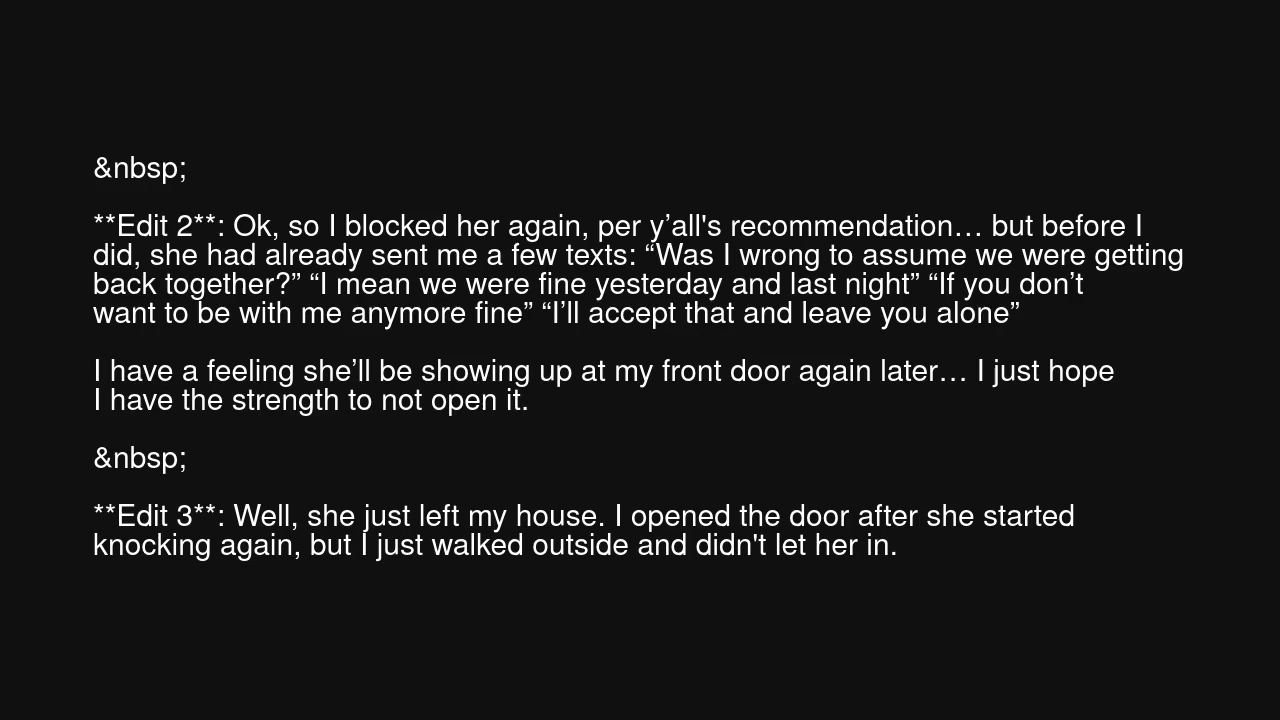 &nbsp;
**Edit 2**: Ok, so I blocked her again, per y’all's recommendation… but before I
did, she had already sent me a few texts: “Was I wrong to assume we were getting
back together?” “I mean we were fine yesterday and last night” “If you don’t
want to be with me anymore fine” “I’ll accept that and leave you alone”
I have a feeling she’ll be showing up at my front door again later… I just hope
I have the strength to not open it.
&nbsp;
**Edit 3**: Well, she just left my house. I opened the door after she started
knocking again, but I just walked outside and didn't let her in.